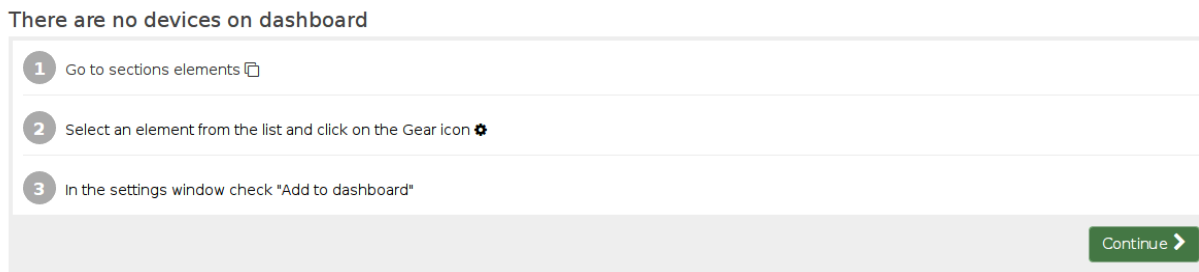 There are no devices on dashboard
1 Go to sections elements
2 Select an element from the list and click on the Gear icon
3 In the settings window check "Add to dashboard"
Continue